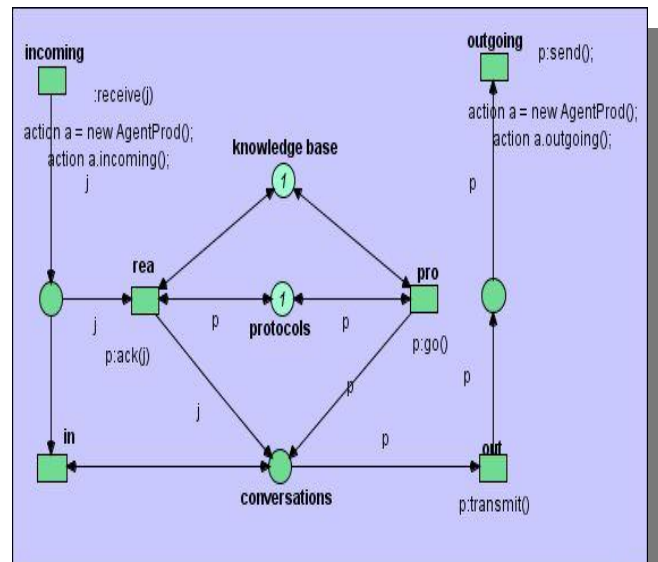 incoming
outgoing
p:send();
:receive(j)
action a = new AgentProd();
action a.incoming();
action a = new AgentProd();
action a.outgoing();
j
knowledge base
p
1
rea
pro
1
j
p
protocols
p
p:ack(j)
p:go()
p
p
j
in
p
out
conversations
p:transmit()